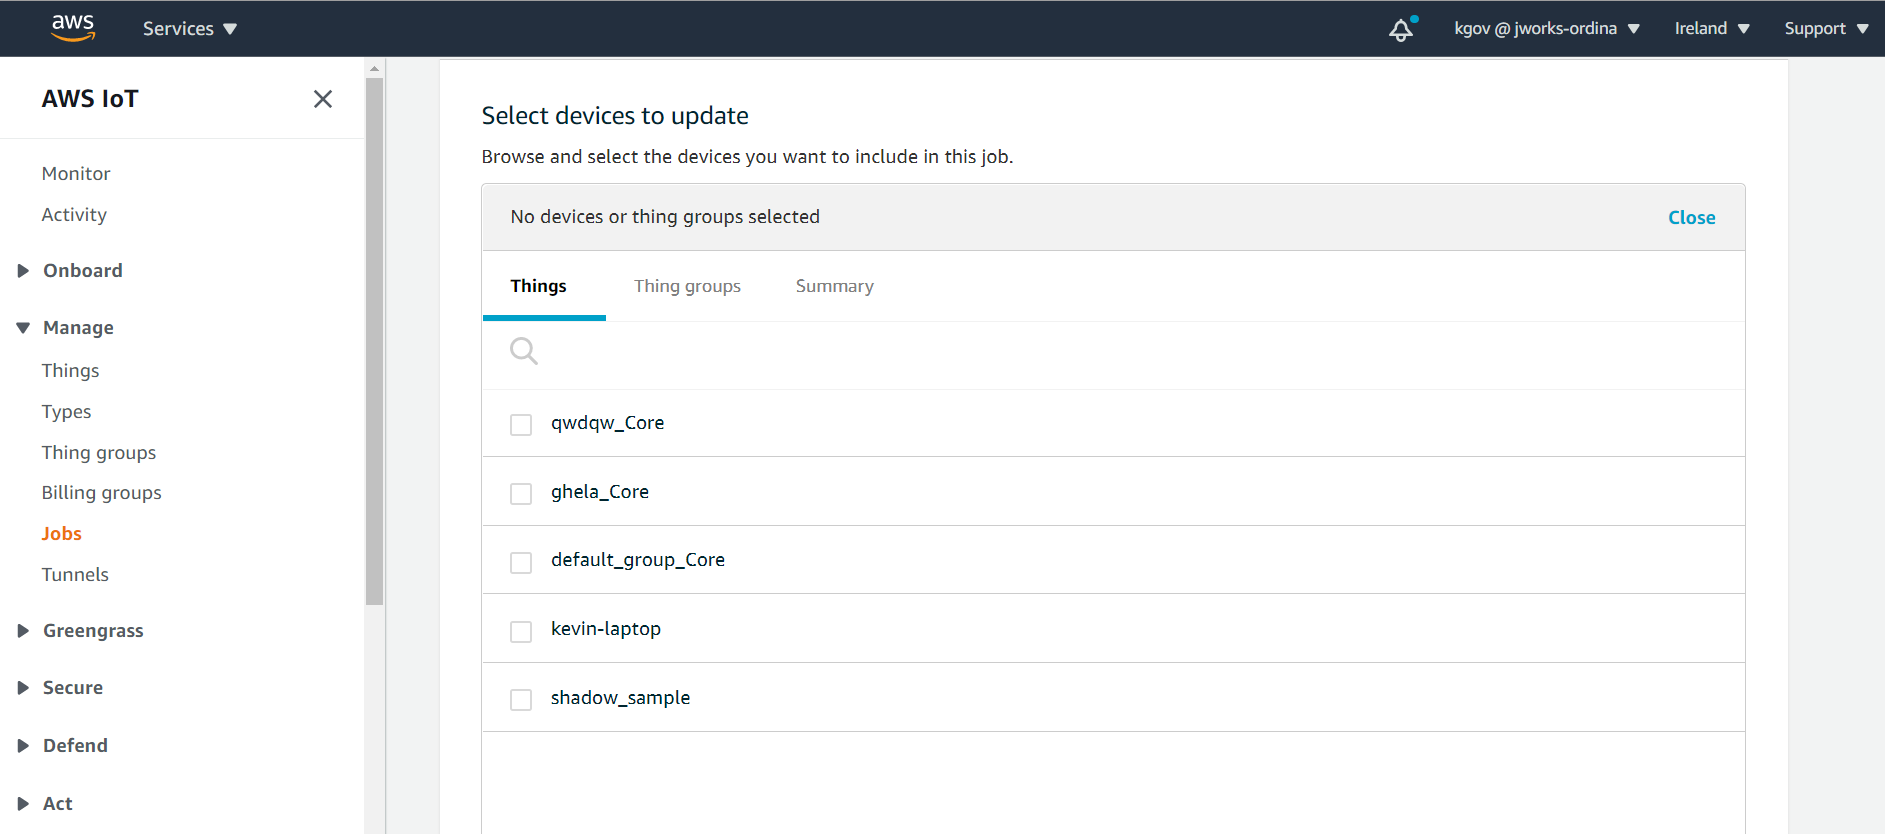 aws
Services
kgov @ jworks-ordina
Ireland
Support
AWS IoT
Monitor
Activity
Onboard
Manage
Things
Types
Thing groups
Billing groups
Jobs
Tunnels
Greengrass
Secure
Defend
Act
Select devices to update
Browse and select the devices you want to include in this job.
No devices or thing groups selected
Close
Things
Thing groups
Summary
qwdqw_Core
ghela_Core
default_group_Core
kevin-laptop
shadow_sample